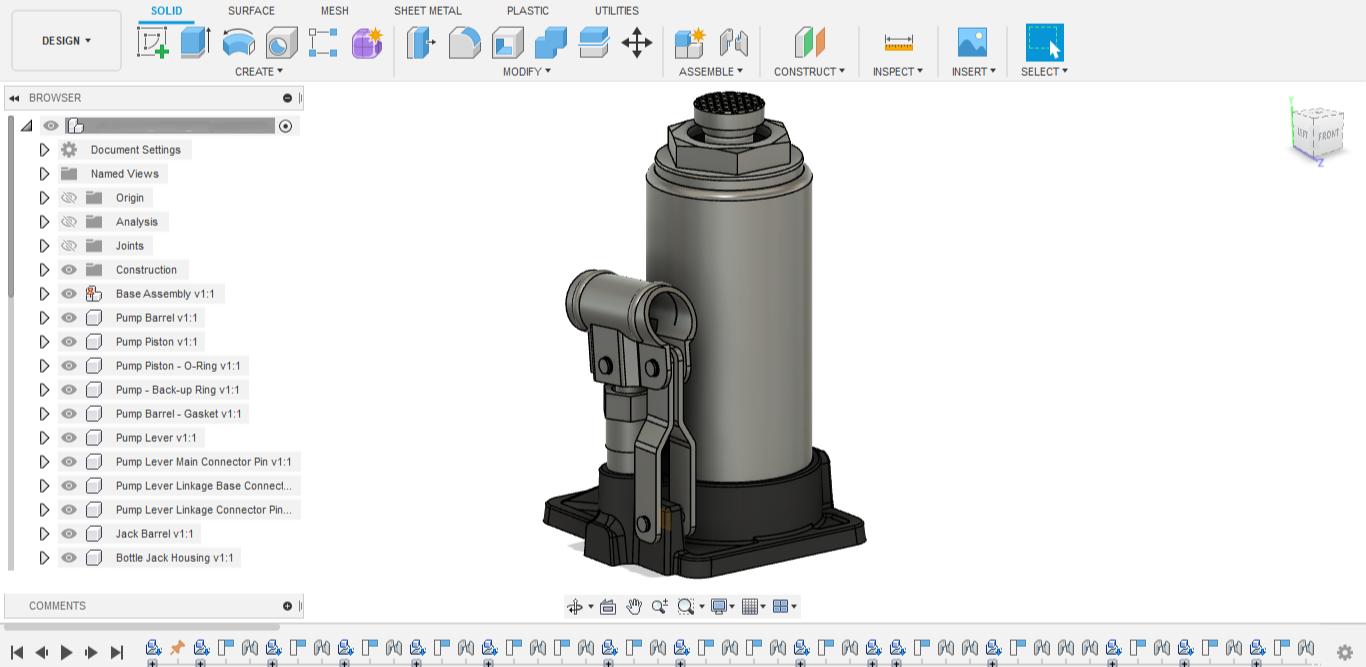 SOLID SURFACE MESH SHEET METAL PLASTIC UTILITIES
DESIGN
CREATE MODIFY ASSEMBLE CONSTRUCT INSPECT INSERT SELECT
BROWSER
Document Settings
Named Views
Origin
Analysis
Joints
Construction
Base Assembly v1:1
Pump Barrel v1:1
Pump Piston v1:1
Pump Piston - O-Ring v1:1
Pump - Back-up Ring v1:1
Pump Barrel - Gasket v1:1
Pump Lever v1:1
Pump Lever Main Connector Pin v1:1
Pump Lever Linkage Base Connect...
Pump Lever Linkage Connector Pin...
Jack Barrel v1:1
Bottle Jack Housing v1:1
COMMENTS
Y
LEFT FRONT
Z